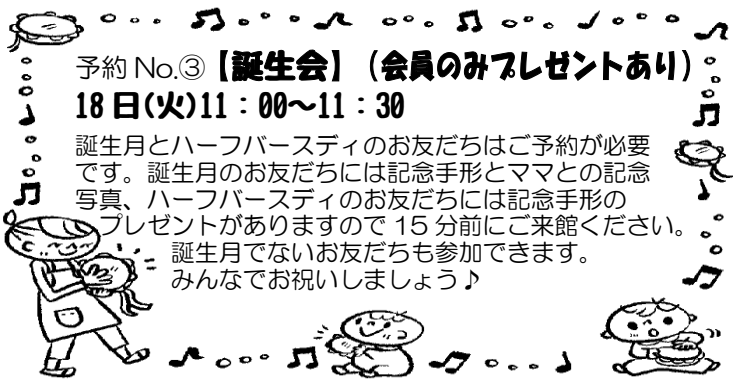 予約 No.③【誕生会】（会員のみプレゼントあり）
18日(火)11：00～11：30
誕生月とハーフバースディのお友だちはご予約が必要
です。誕生月のお友だちには記念手形とママとの記念
写真、ハーフバースディのお友だちには記念手形の
プレゼントがありますので 15 分前にご来館ください。
誕生月でないお友だちも参加できます。
みんなでお祝いしましょう♪